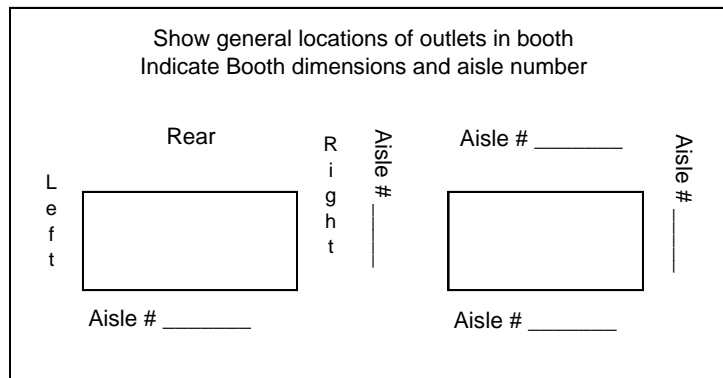 Show general locations of outlets in booth
Indicate Booth dimensions and aisle number
Rear
Left
Right
Aisle # ____
Aisle # _______
Aisle # _______
Aisle # ____
Aisle # _______